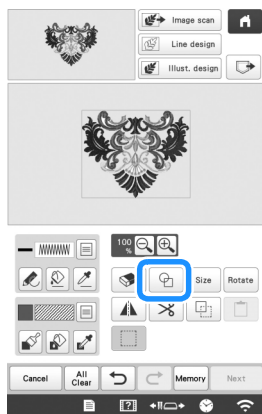 Image scan
Line design
Illust. design
100
%
Size
Rotate
Cancel
All
Clear
Memory
Next